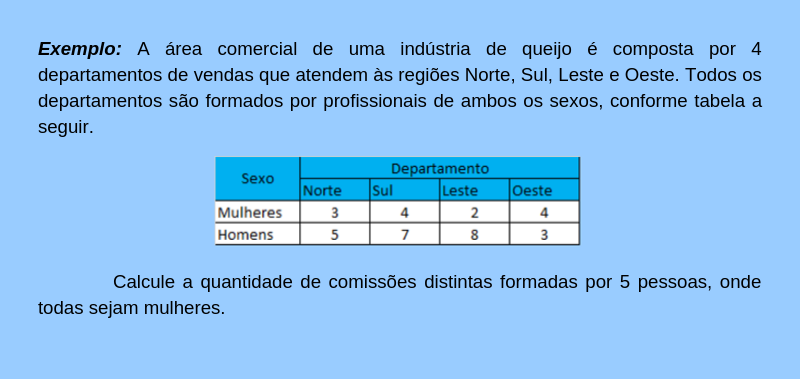 Exemplo: A área comercial de uma indústria de queijo é composta por 4
departamentos de vendas que atendem às regiões Norte, Sul, Leste e Oeste. Todos os
departamentos são formados por profissionais de ambos os sexos, conforme tabela a
seguir.
Sexo Departamento
Norte Sul Leste Oeste
Mulheres 3 4 2 4
Homens 5 7 8 3
Calcule a quantidade de comissões distintas formadas por 5 pessoas, onde
todas sejam mulheres.